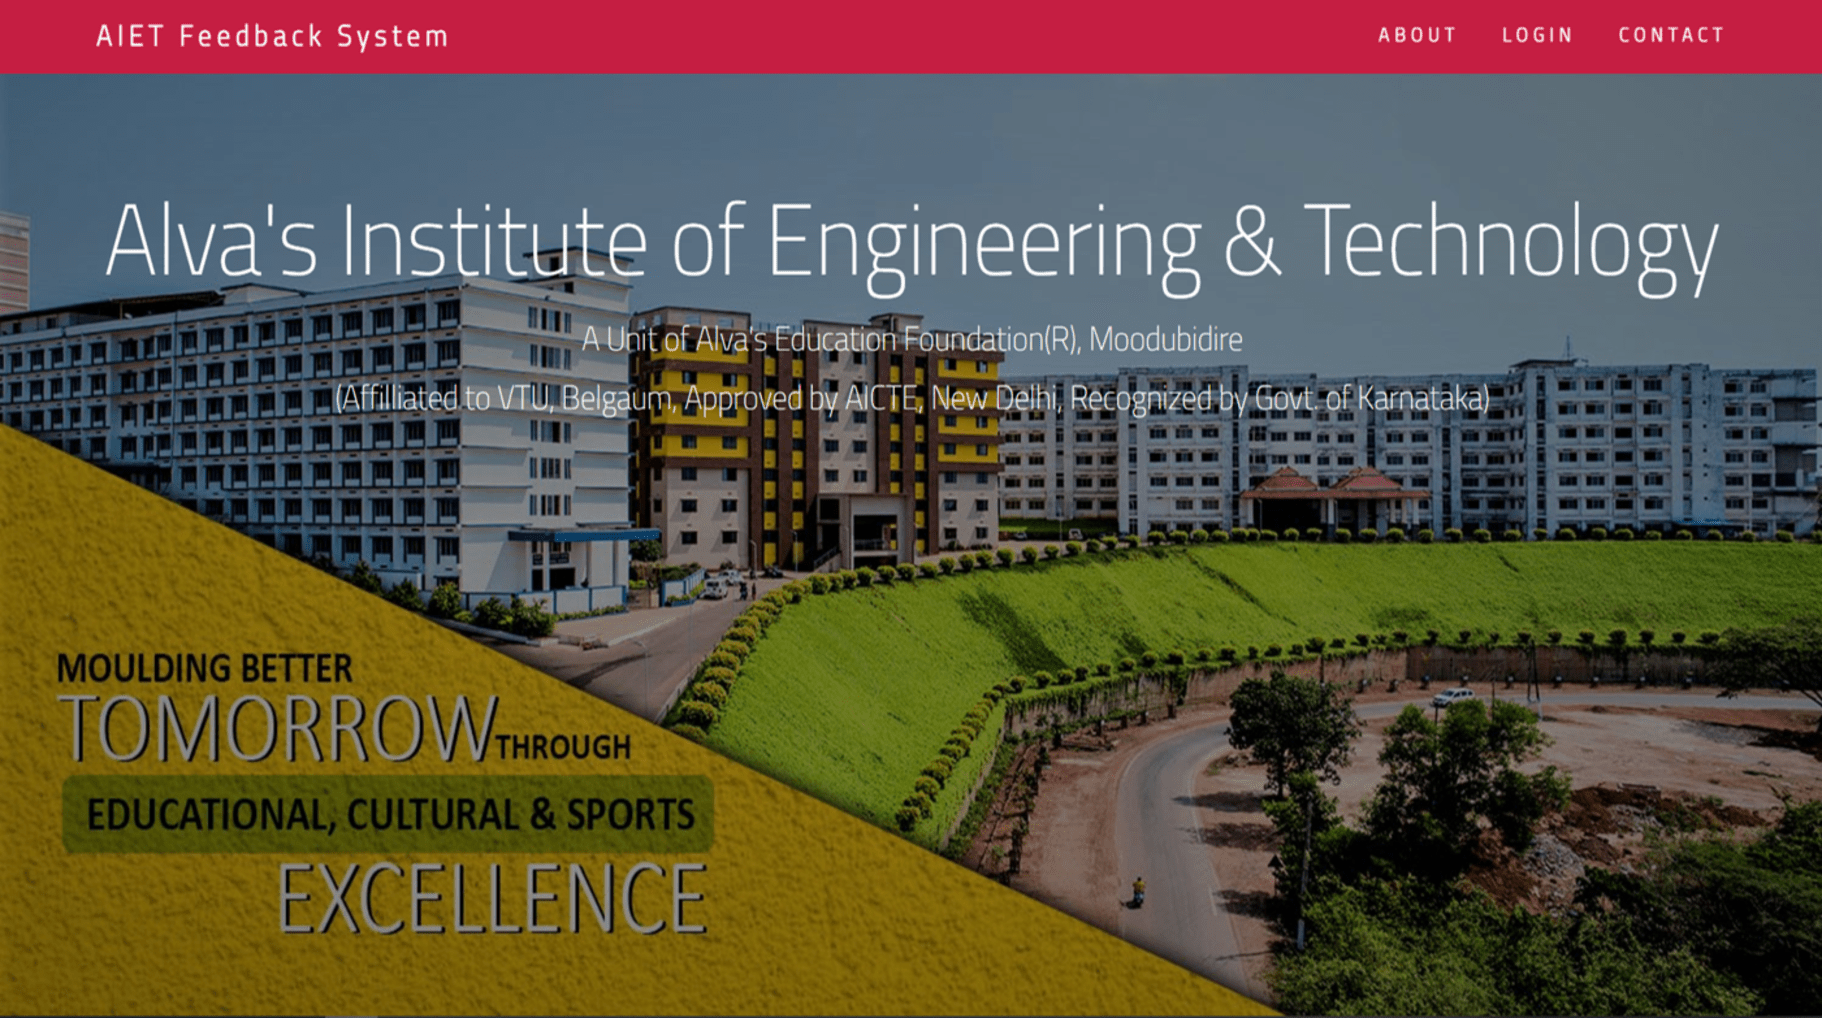 AIET Feedback System
ABOUT LOGIN CONTACT
Alva's Institute of Engineering & Technology
A Unit of Alva's Education Foundation(R), Moodubidire
(Affilliated to VTU, Belgaum, Approved by AICTE, New Delhi, Recognized by Govt. of Karnataka)
MOULDING BETTER
TOMORROW THROUGH
EDUCATIONAL, CULTURAL & SPORTS
EXCELLENCE